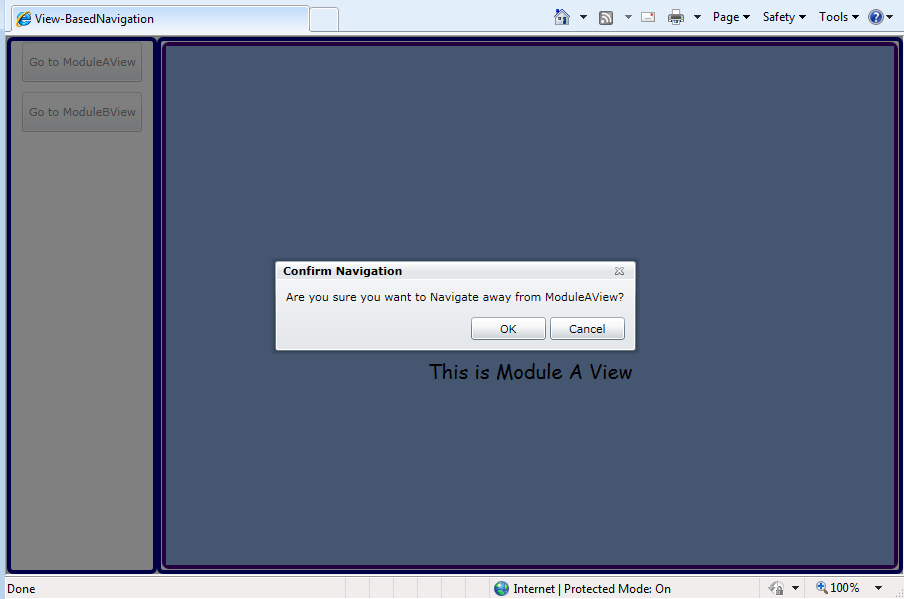 View-BasedNavigation
Page Safety Tools
Go to ModuleAView
Go to ModuleBView
Confirm Navigation
Are you sure you want to Navigate away from ModuleAView?
OK Cancel
This is Module A View
Done Internet | Protected Mode: On 100%